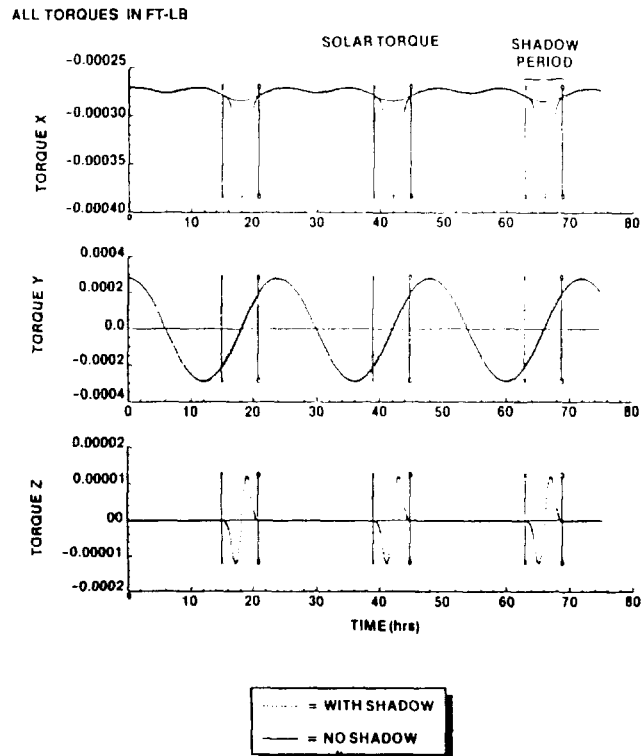 ALL TORQUES IN FT-LB
SOLAR TORQUE
SHADOW
PERIOD
TORQUE X
-0.00025
-0.00030
-0.00035
-0.00040
0 10 20 30 40 50 60 70 80
TORQUE Y
0.0004
0.0002
0.0
-0.0002
-0.0004
0 10 20 30 40 50 60 70 80
TORQUE Z
0.00002
0.00001
00
-0.00001
-0.0002
0 10 20 30 40 50 60 70 80
TIME (hrs)
= WITH SHADOW
= NO SHADOW